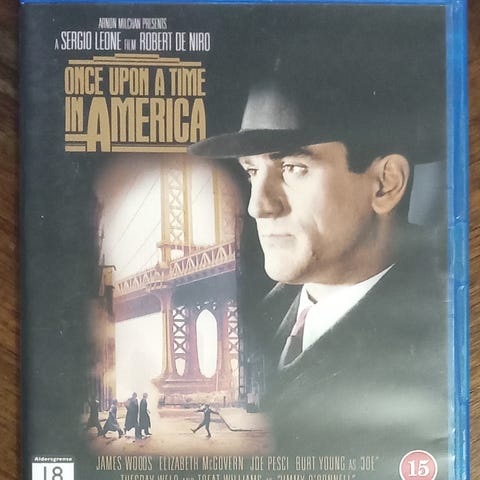 ARNON MILCHAN PRESENTS
A SERGIO LEONE FILM ROBERT DE NIRO
ONCE UPON A TIME
IN AMERICA
JAMES WOODS ELIZABETH McGOVERN JOE PESCI BURT YOUNG AS "JOE"
TUESDAY WELD AND TREAT WILLIAMS AS "JIMMY O'DONNELL"
Aldersgrense
18
15